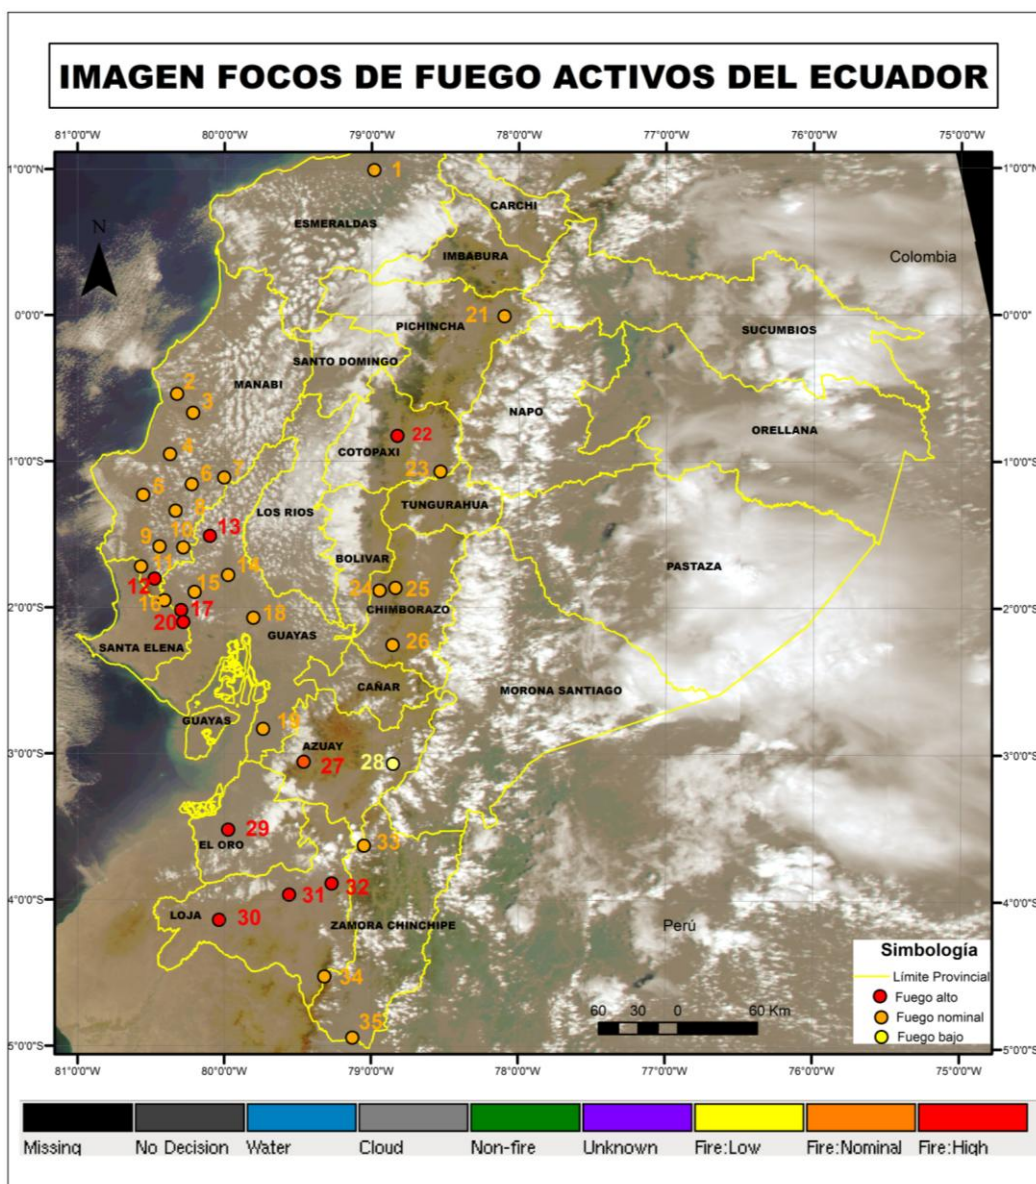 IMAGEN FOCOS DE FUEGO ACTIVOS DEL ECUADOR
81°0'0"W 80°0'0"W 79°0'0"W 78°0'0"W 77°0'0"W 76°0'0"W 75°0'0"W
1°0'0"N 1 1°0'0"N
CARCHI
ESMERALDAS
N
IMBABURA
Colombia
0°0'0" 21 0°0'0"
PICHINCHA SUCUMBIOS
SANTO DOMINGO
2 MANABI
3 NAPO
ORELLANA
22
4 COTOPAXI
1°0'0"S 23 1°0'0"S
6 7
5 TUNGURAHUA
8 LOS RIOS
13
9 10
BOLIVAR PASTAZA
11 14
12 15 24 25
16 17 CHIMBORAZO
2°0'0"S 18 2°0'0"S
20 GUAYAS
SANTA ELENA 26
CAÑAR MORONA SANTIAGO
GUAYAS 19
AZUAY
3°0'0"S 27 28 3°0'0"S
29
EL ORO 33
32
4°0'0"S 31 4°0'0"S
LOJA 30 ZAMORA CHINCHIPE Perú
Simbología
34 Límite Provincial
60 30 0 60 Km Fuego alto
35 Fuego nominal
5°0'0"S Fuego bajo 5°0'0"S
81°0'0"W 80°0'0"W 79°0'0"W 78°0'0"W 77°0'0"W 76°0'0"W 75°0'0"W
Missing No Decision Water Cloud Non-fire Unknown Fire:Low Fire:Nominal Fire:High